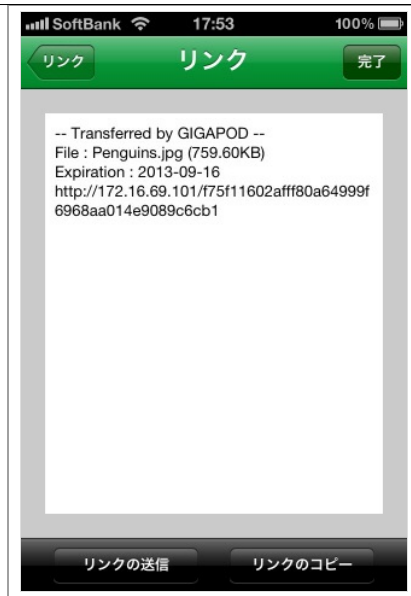 SoftBank 17:53 100%
リンク リンク 完了
-- Transferred by GIGAPOD --
File : Penguins.jpg (759.60KB)
Expiration : 2013-09-16
http://172.16.69.101/f75f11602afff80a64999f
6968aa014e9089c6cb1
リンクの送信 リンクのコピー